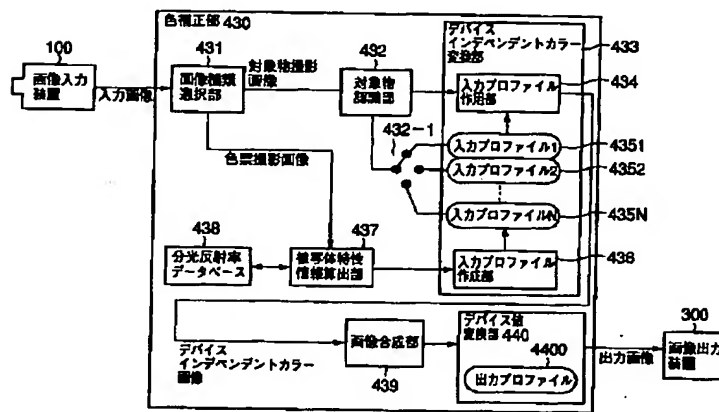 色補正部 430
デバイス
インデペンデントカラー
変換部
433
100
画像入力
装置
入力画像
431
画像種類
選択部
対象物撮影
画像
432
対象物
認識部
432-1
434
入力プロファイル
作用部
入力プロファイル1
4351
入力プロファイル2
4352
入力プロファイルN
435N
色票撮影画像
438
分光反射率
データベース
437
被写体特性
情報算出部
436
入力プロファイル
作成部
デバイス
インデペンデントカラー
画像
画像合成部
439
デバイス値
変換部 440
4400
出力プロファイル
出力画像
300
画像出力
装置